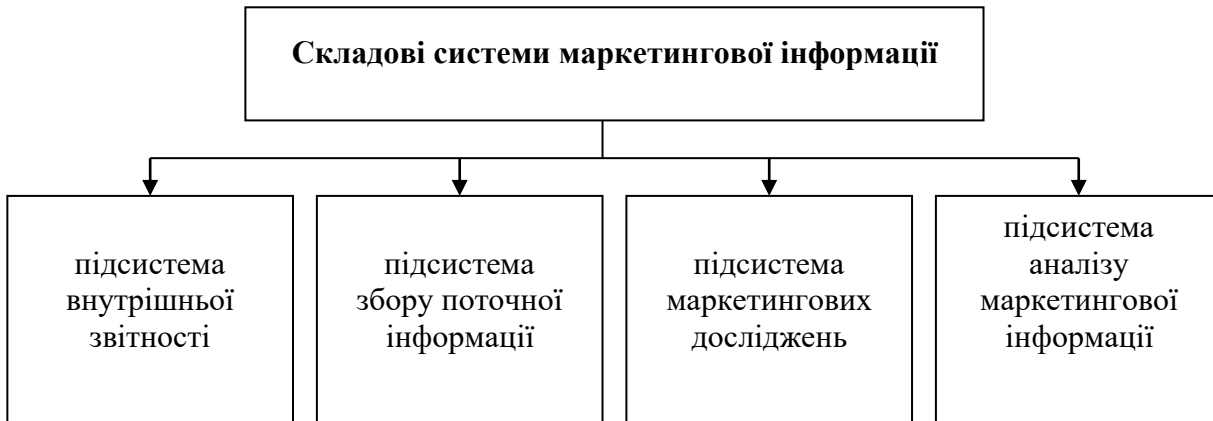 Складові системи маркетингової інформації
підсистема
внутрішньої
звітності
підсистема
збору поточної
інформації
підсистема
маркетингових
досліджень
підсистема
аналізу
маркетингової
інформації